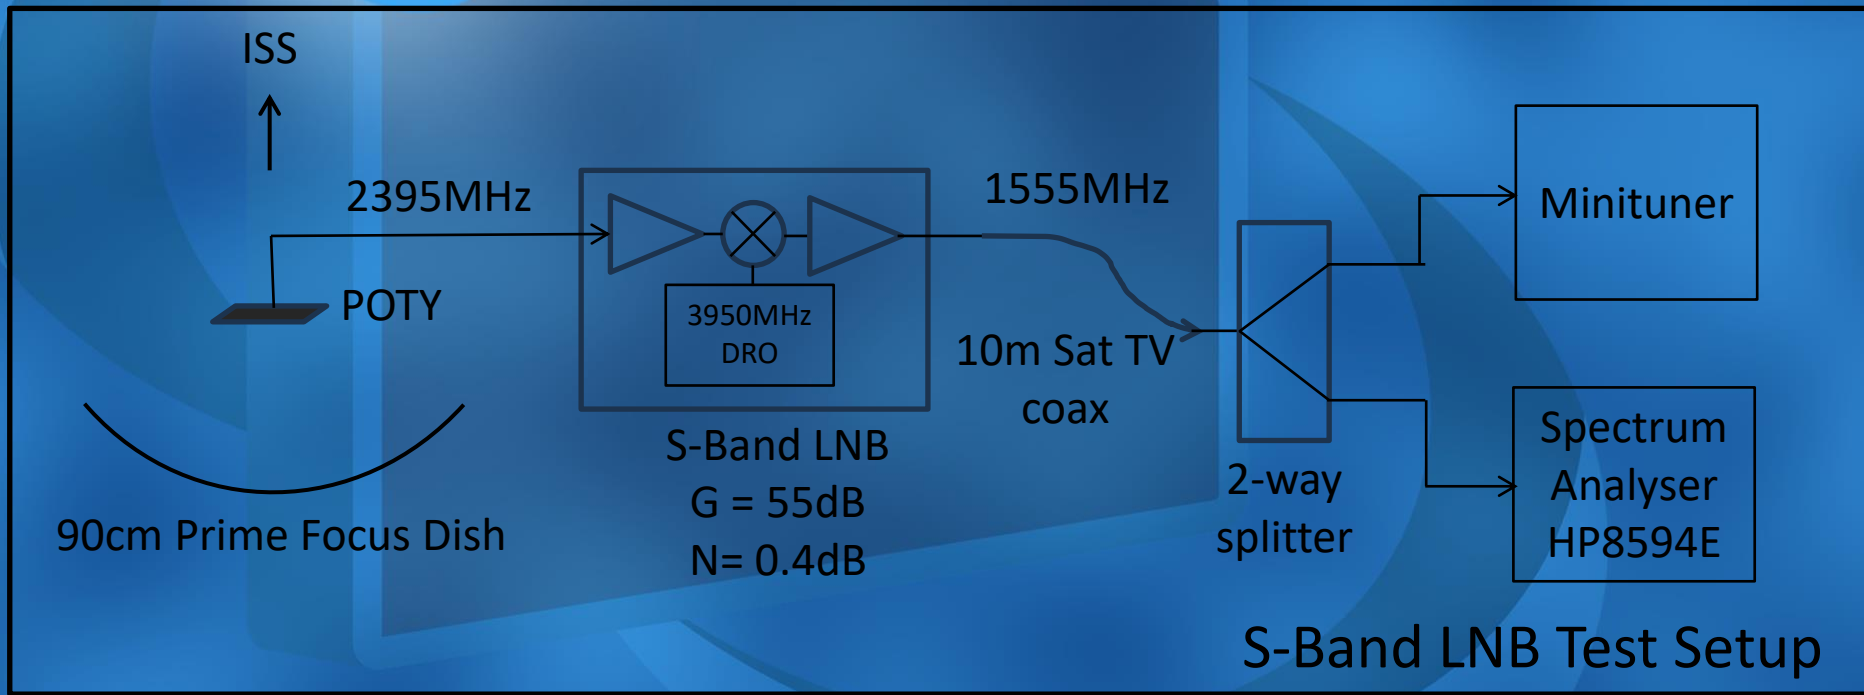 ISS
2395MHz
POTY
90cm Prime Focus Dish
3950MHz
DRO
S-Band LNB
G = 55dB
N= 0.4dB
1555MHz
10m Sat TV
coax
2-way
splitter
Minituner
Spectrum
Analyser
HP8594E
S-Band LNB Test Setup